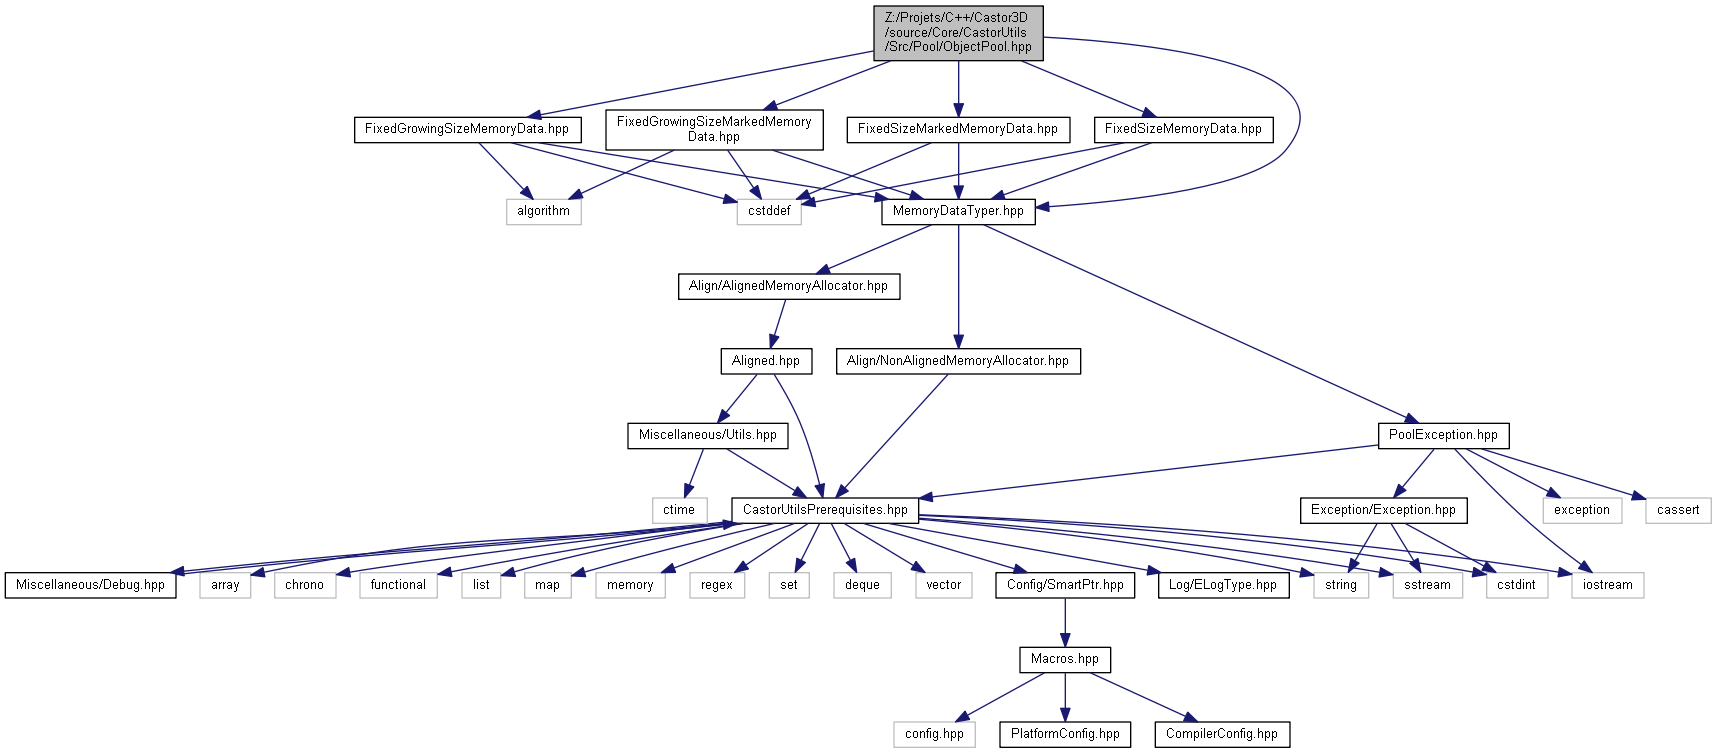 Z:/Projets/C++/Castor3D
/source/Core/CastorUtils
/Src/Pool/ObjectPool.hpp
FixedGrowingSizeMemoryData.hpp
FixedGrowingSizeMarkedMemory
Data.hpp
FixedSizeMarkedMemoryData.hpp
FixedSizeMemoryData.hpp
algorithm
cstddef
MemoryDataTyper.hpp
Align/AlignedMemoryAllocator.hpp
Aligned.hpp
Align/NonAlignedMemoryAllocator.hpp
Miscellaneous/Utils.hpp
PoolException.hpp
ctime
CastorUtilsPrerequisites.hpp
Exception/Exception.hpp
exception
cassert
Miscellaneous/Debug.hpp
array
chrono
functional
list
map
memory
regex
set
deque
vector
Config/SmartPtr.hpp
Log/ELogType.hpp
string
sstream
cstdint
iostream
Macros.hpp
config.hpp
PlatformConfig.hpp
CompilerConfig.hpp